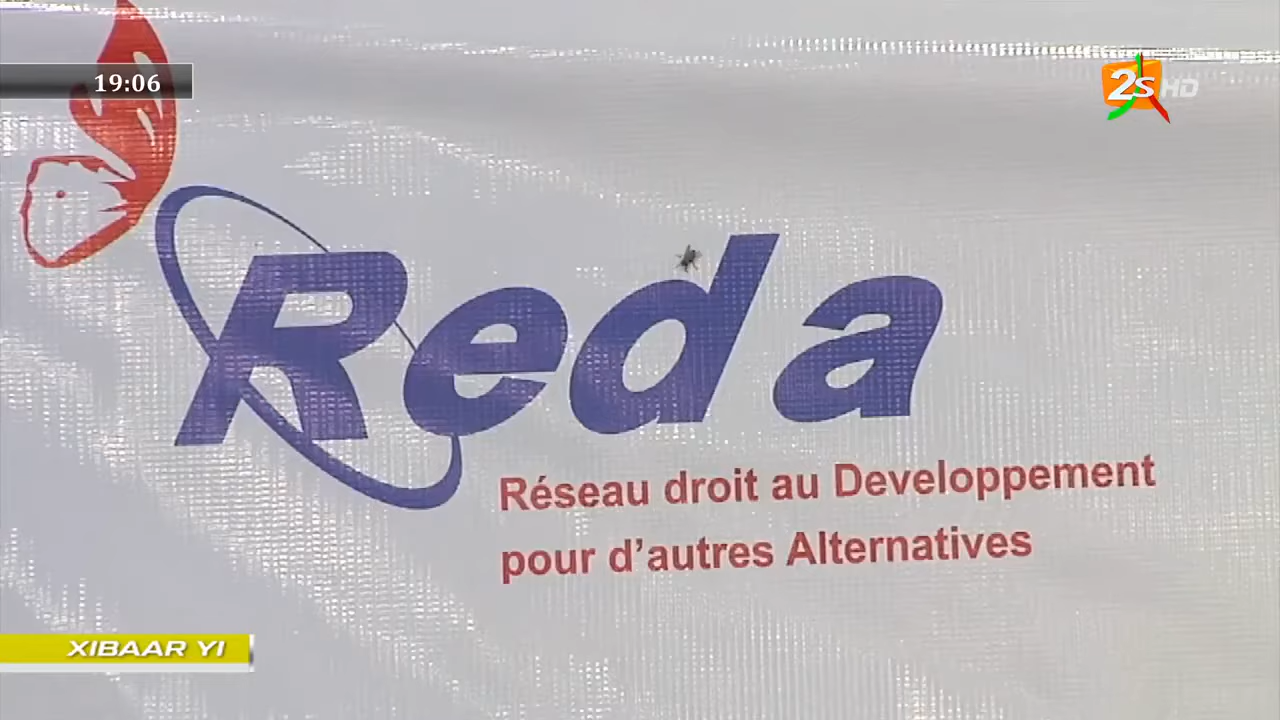 19:06
2S HD
Reda
Réseau droit au Developpement
pour d’autres Alternatives
XIBAAR YI